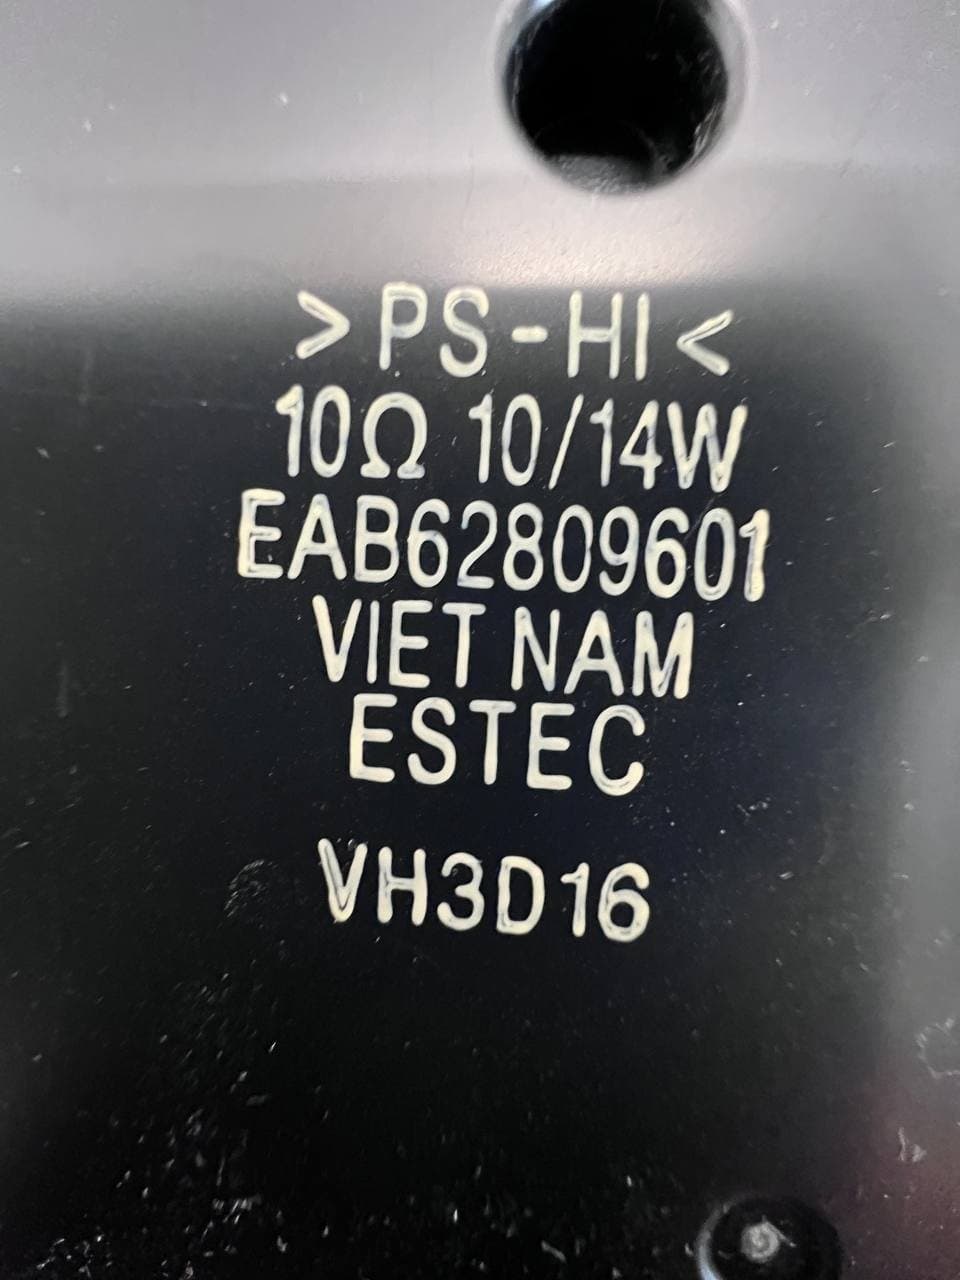 >PS-HI<
10Ω 10/14W
EAB62809601
VIET NAM
ESTEC
VH3D16